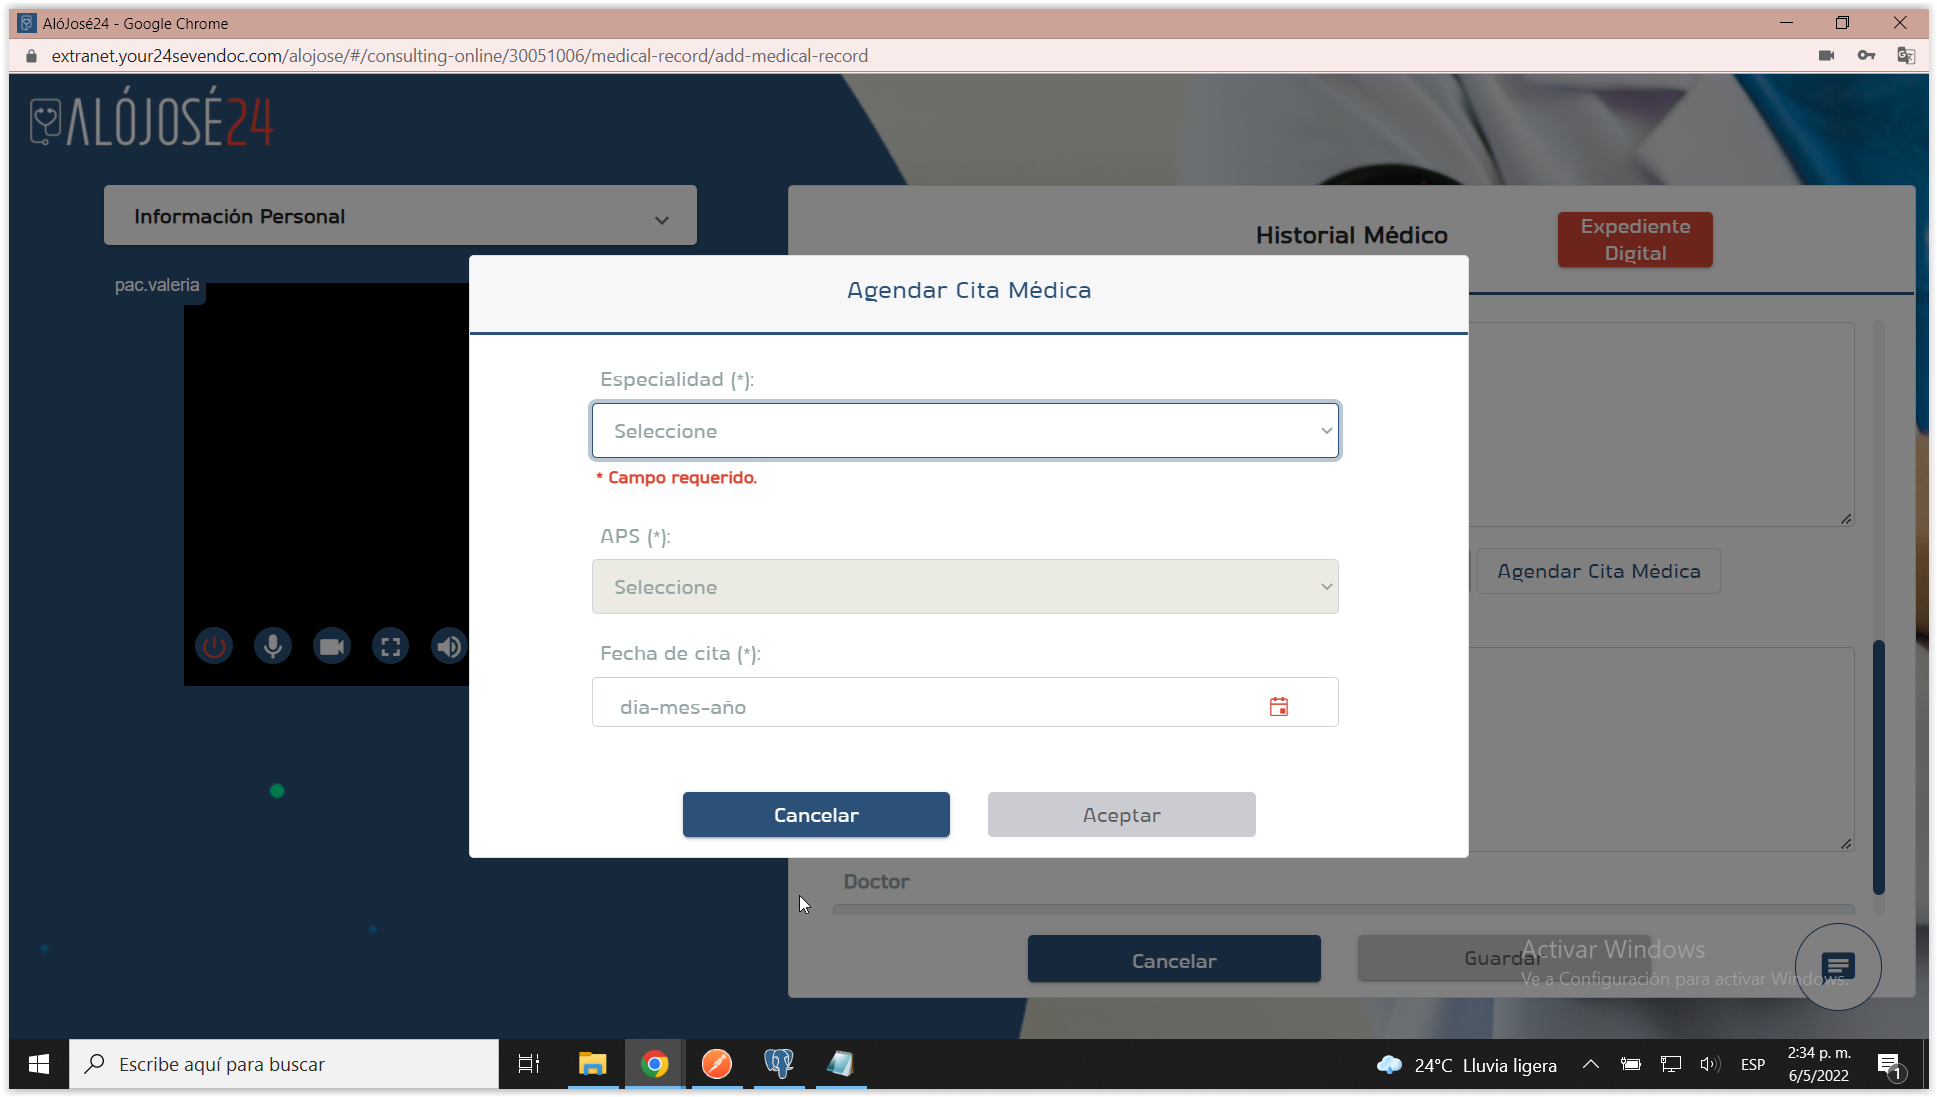 AlóJosé24 - Google Chrome
extranet.your24sevendoc.com/alojose/#/consulting-online/30051006/medical-record/add-medical-record
ALÓJOSÉ24
Información Personal
Historial Médico
Expediente
Digital
pac.valeria
Agendar Cita Médica
Especialidad (*):
Seleccione
* Campo requerido.
APS (*):
Seleccione
Agendar Cita Médica
Fecha de cita (*):
dia-mes-año
Cancelar
Aceptar
Doctor
Cancelar
Guardar
Activar Windows
Ve a Configuración para activar Windows.
Escribe aquí para buscar
24°C Lluvia ligera
ESP
2:34 p. m.
6/5/2022
1